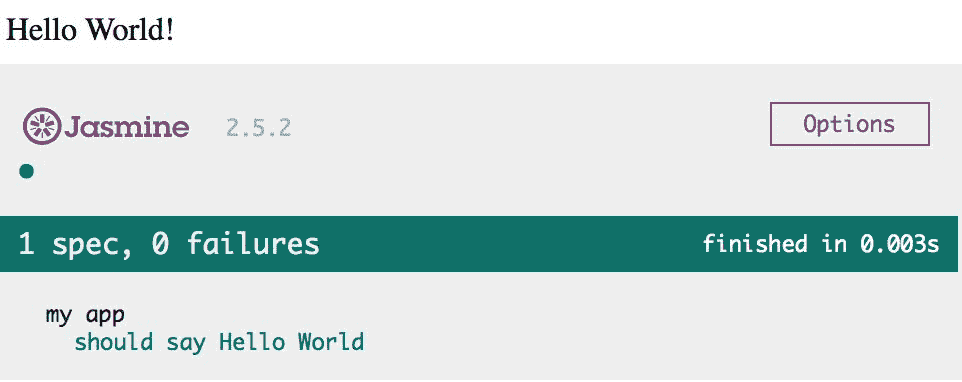 Hello World!
Jasmine 2.5.2 Options
1 spec, 0 failures finished in 0.003s
my app
should say Hello World